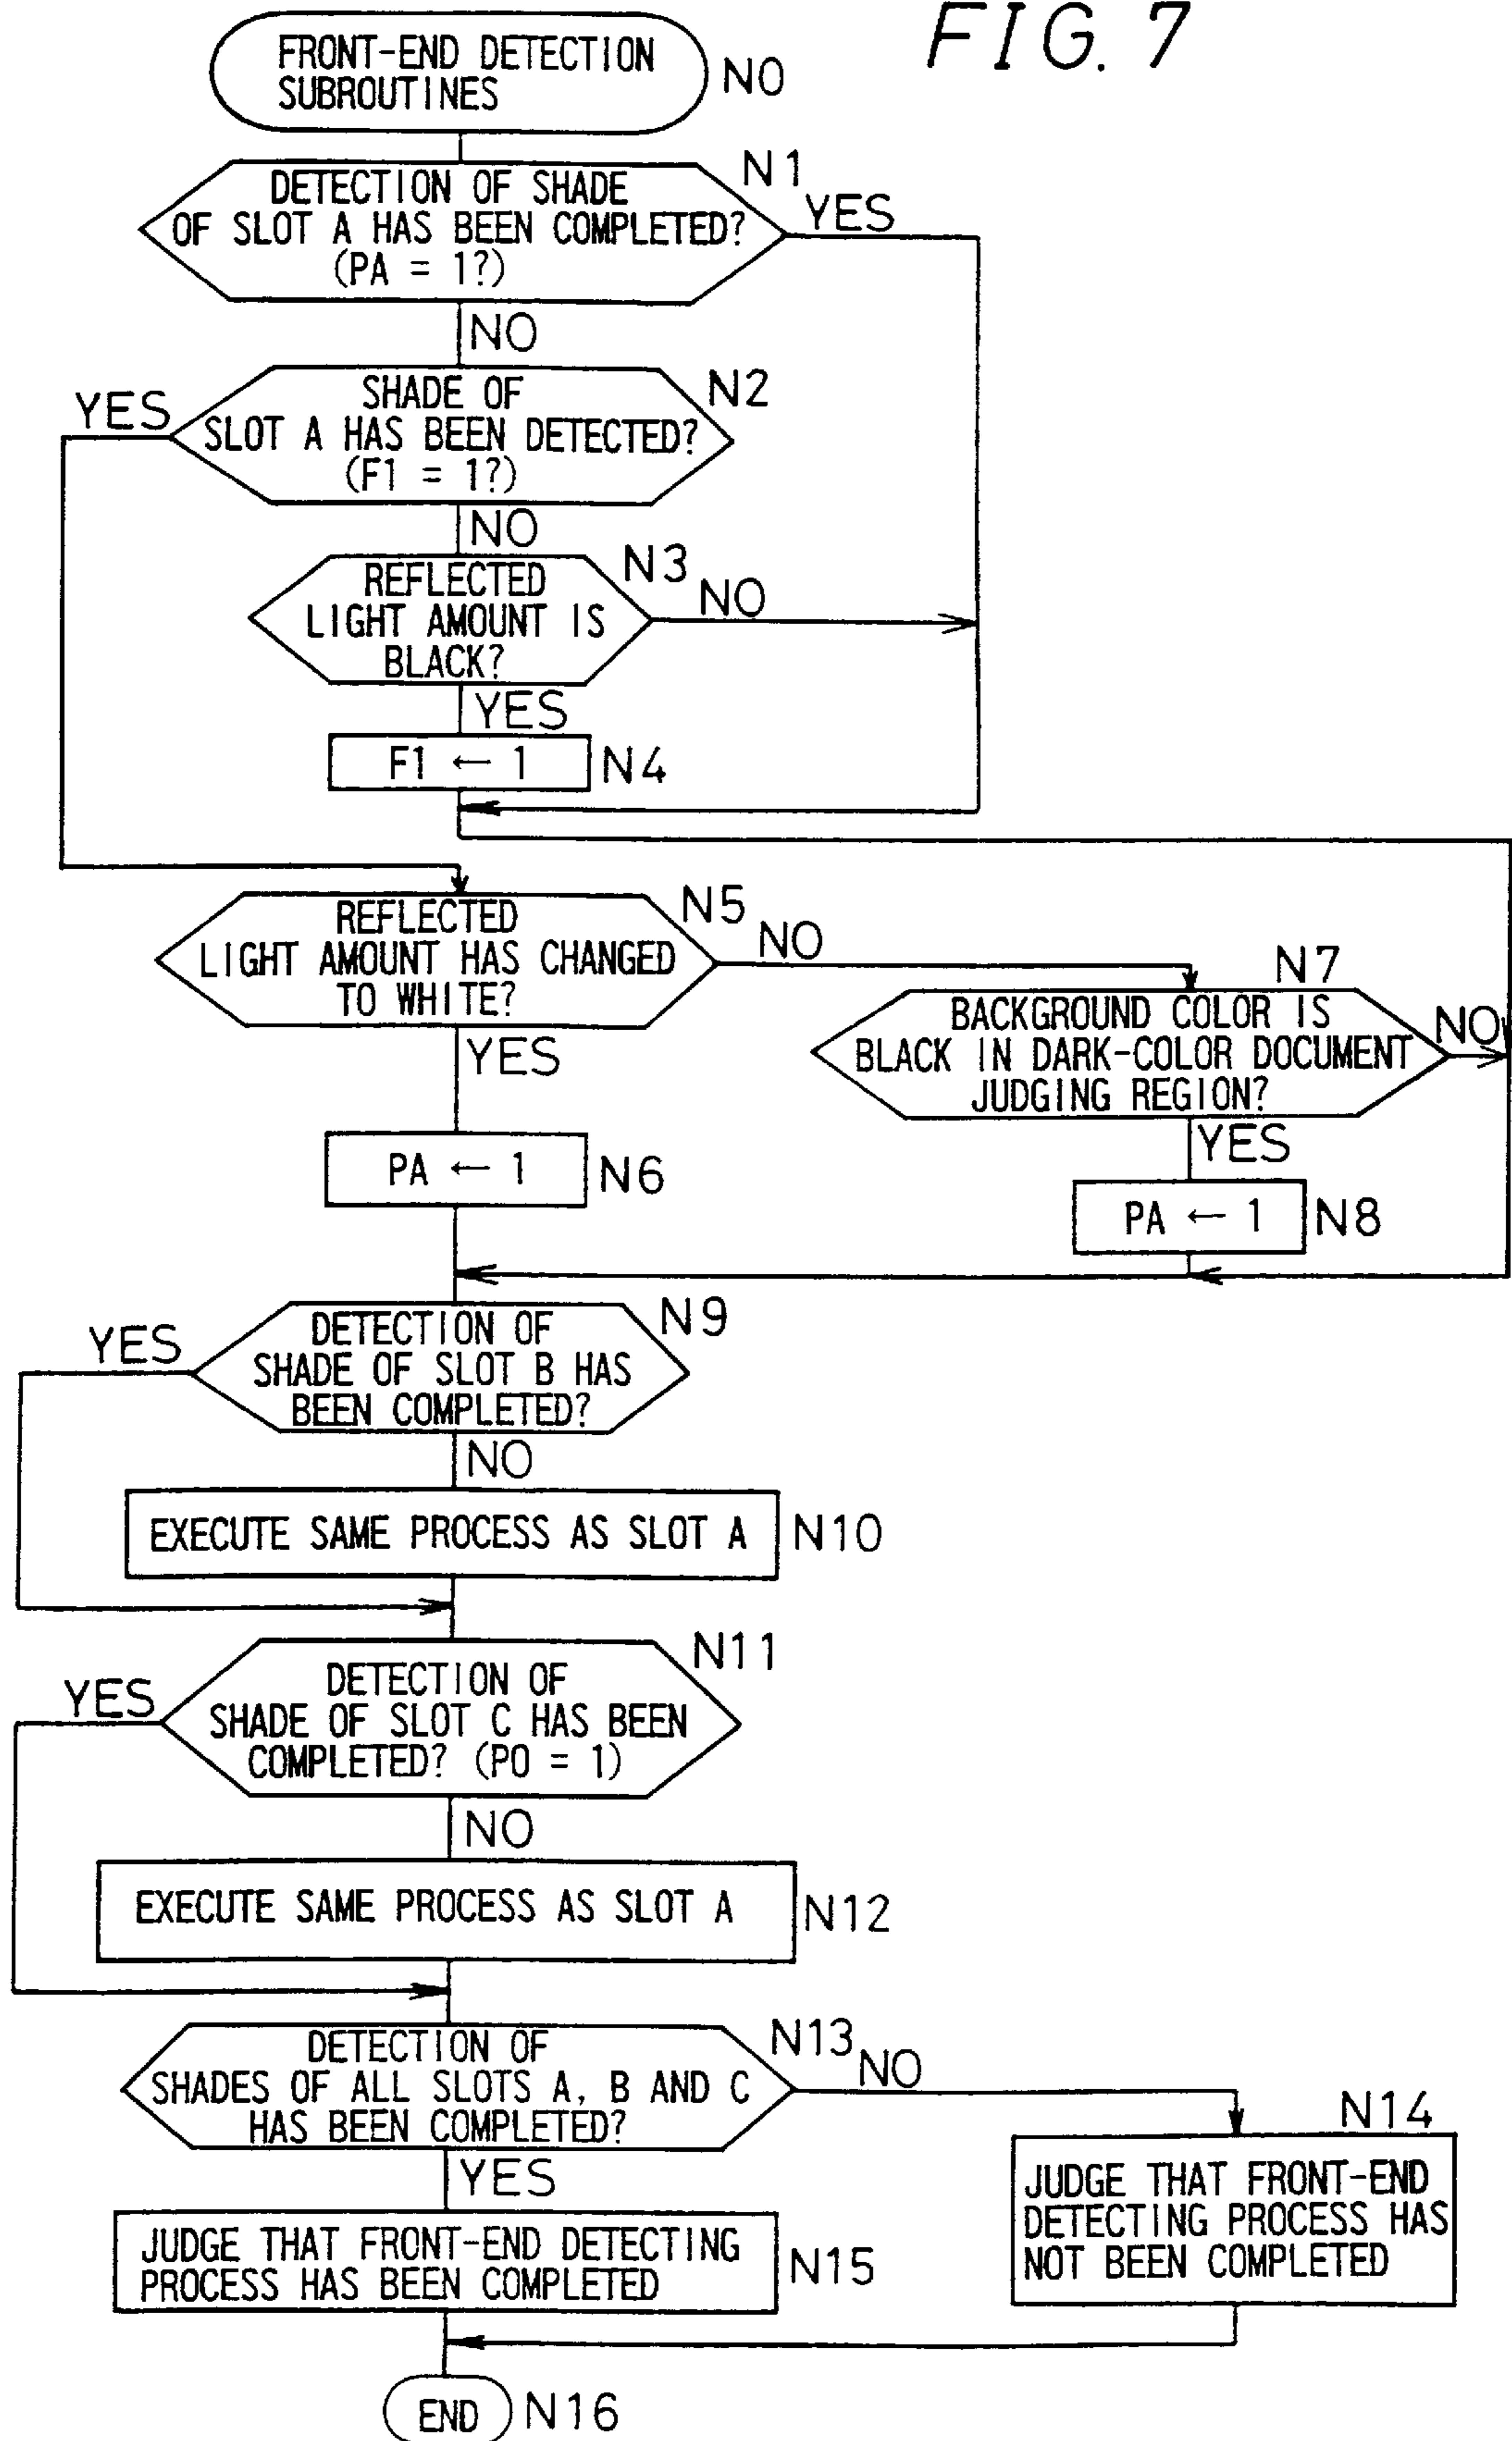 FIG. 7
FRONT-END DETECTION
SUBROUTINES
N0
DETECTION OF SHADE
OF SLOT A HAS BEEN COMPLETED?
(PA = 1?)
N1
YES
NO
SHADE OF
SLOT A HAS BEEN DETECTED?
(F1 = 1?)
N2
YES
NO
REFLECTED
LIGHT AMOUNT IS
BLACK?
N3
NO
YES
F1 ← 1
N4
REFLECTED
LIGHT AMOUNT HAS CHANGED
TO WHITE?
N5
NO
YES
BACKGROUND COLOR IS
BLACK IN DARK-COLOR DOCUMENT
JUDGING REGION?
N7
NO
YES
PA ← 1
N6
PA ← 1
N8
DETECTION OF
SHADE OF SLOT B HAS
BEEN COMPLETED?
N9
YES
NO
EXECUTE SAME PROCESS AS SLOT A
N10
DETECTION OF
SHADE OF SLOT C HAS BEEN
COMPLETED? (PO = 1)
N11
YES
NO
EXECUTE SAME PROCESS AS SLOT A
N12
DETECTION OF
SHADES OF ALL SLOTS A, B AND C
HAS BEEN COMPLETED?
N13
NO
YES
N14
JUDGE THAT FRONT-END
DETECTING PROCESS HAS
NOT BEEN COMPLETED
JUDGE THAT FRONT-END DETECTING
PROCESS HAS BEEN COMPLETED
N15
END
N16